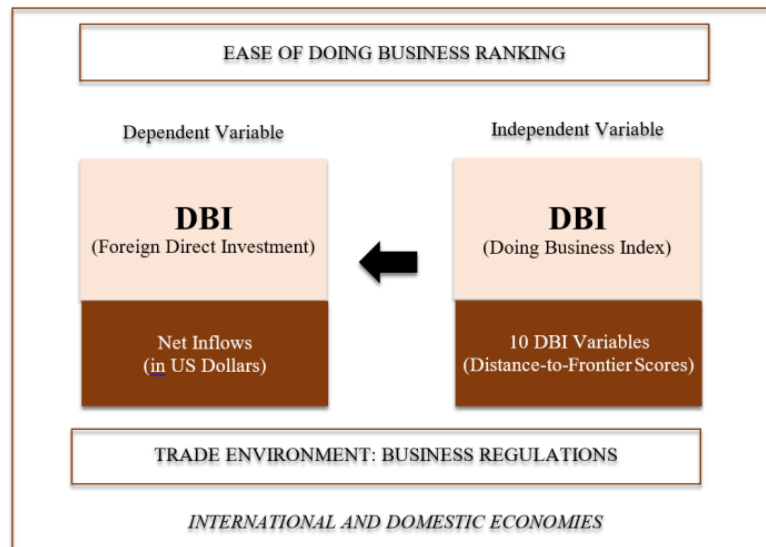 EASE OF DOING BUSINESS RANKING
Dependent Variable
Independent Variable
DBI
(Foreign Direct Investment)
DBI
(Doing Business Index)
Net Inflows
(in US Dollars)
10 DBI Variables
(Distance-to-Frontier Scores)
TRADE ENVIRONMENT: BUSINESS REGULATIONS
INTERNATIONAL AND DOMESTIC ECONOMIES